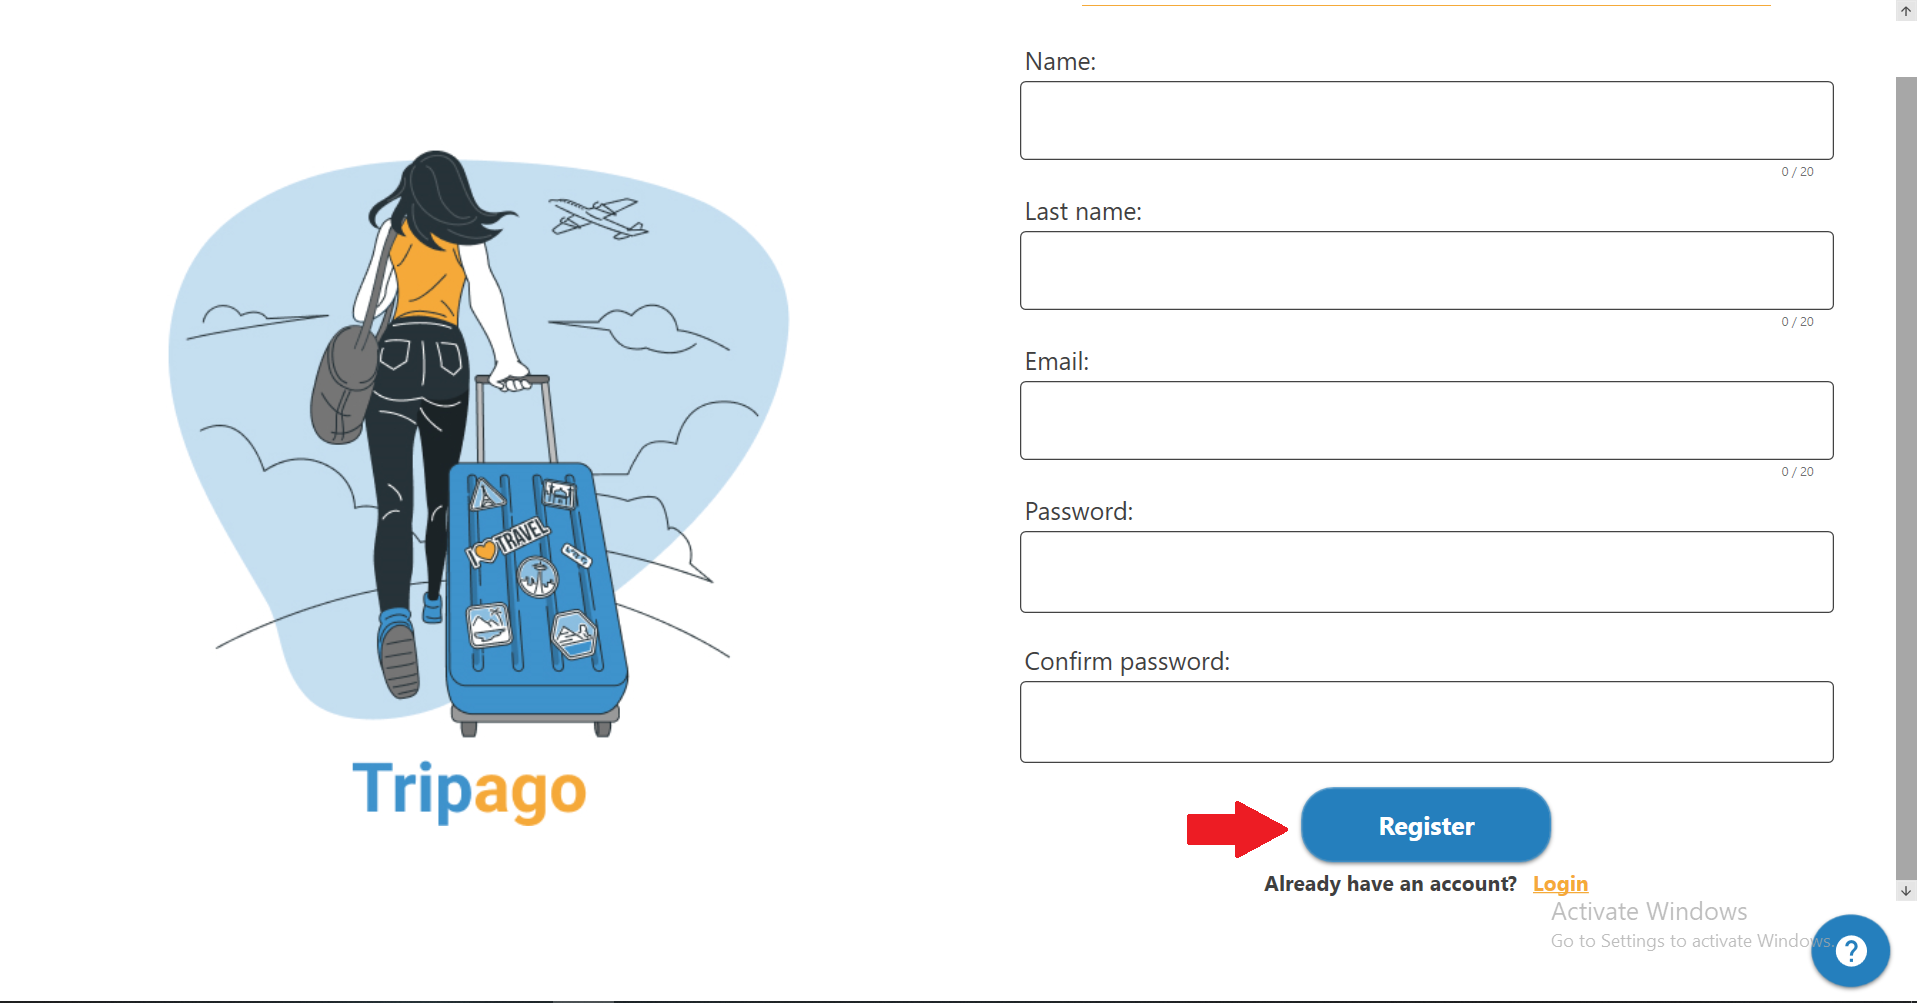 Name:
0 / 20
Last name:
0 / 20
Email:
0 / 20
Password:
Confirm password:
Register
Already have an account? Login
I TRAVEL
Tripago
Activate Windows
Go to Settings to activate Windows.
?